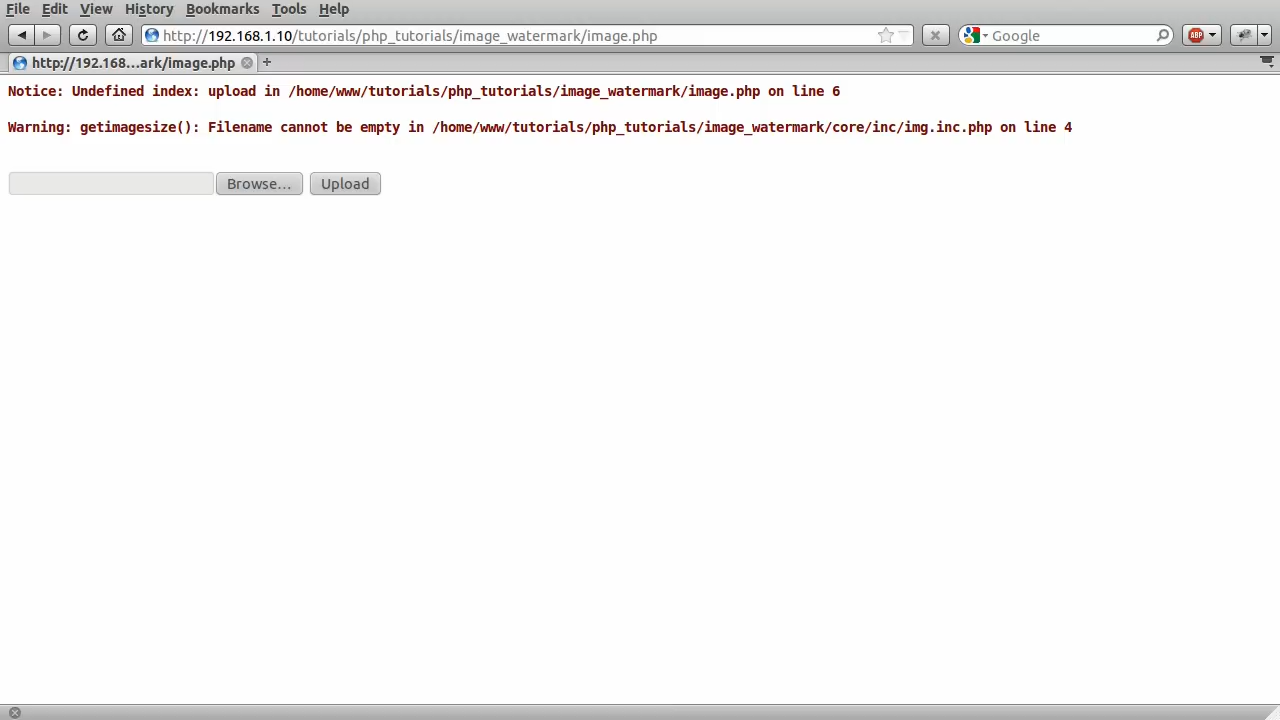 File Edit View History Bookmarks Tools Help
http://192.168.1.10/tutorials/php_tutorials/image_watermark/image.php Google ABP
http://192.168...ark/image.php +
Notice: Undefined index: upload in /home/www/tutorials/php_tutorials/image_watermark/image.php on line 6
Warning: getimagesize(): Filename cannot be empty in /home/www/tutorials/php_tutorials/image_watermark/core/inc/img.inc.php on line 4
Browse... Upload